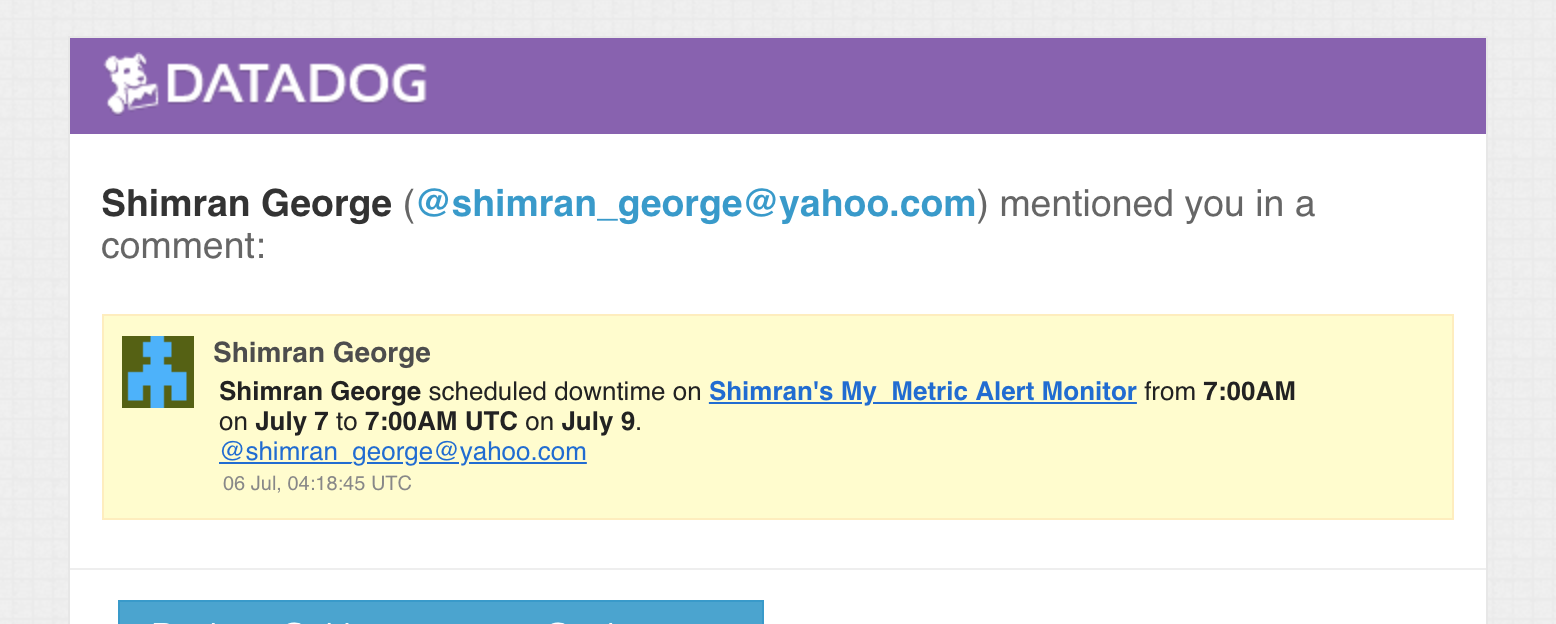 DATADOG
Shimran George (@shimran_george@yahoo.com) mentioned you in a
comment:
Shimran George
Shimran George scheduled downtime on Shimran's My_Metric Alert Monitor from 7:00AM
on July 7 to 7:00AM UTC on July 9.
@shimran_george@yahoo.com
06 Jul, 04:18:45 UTC